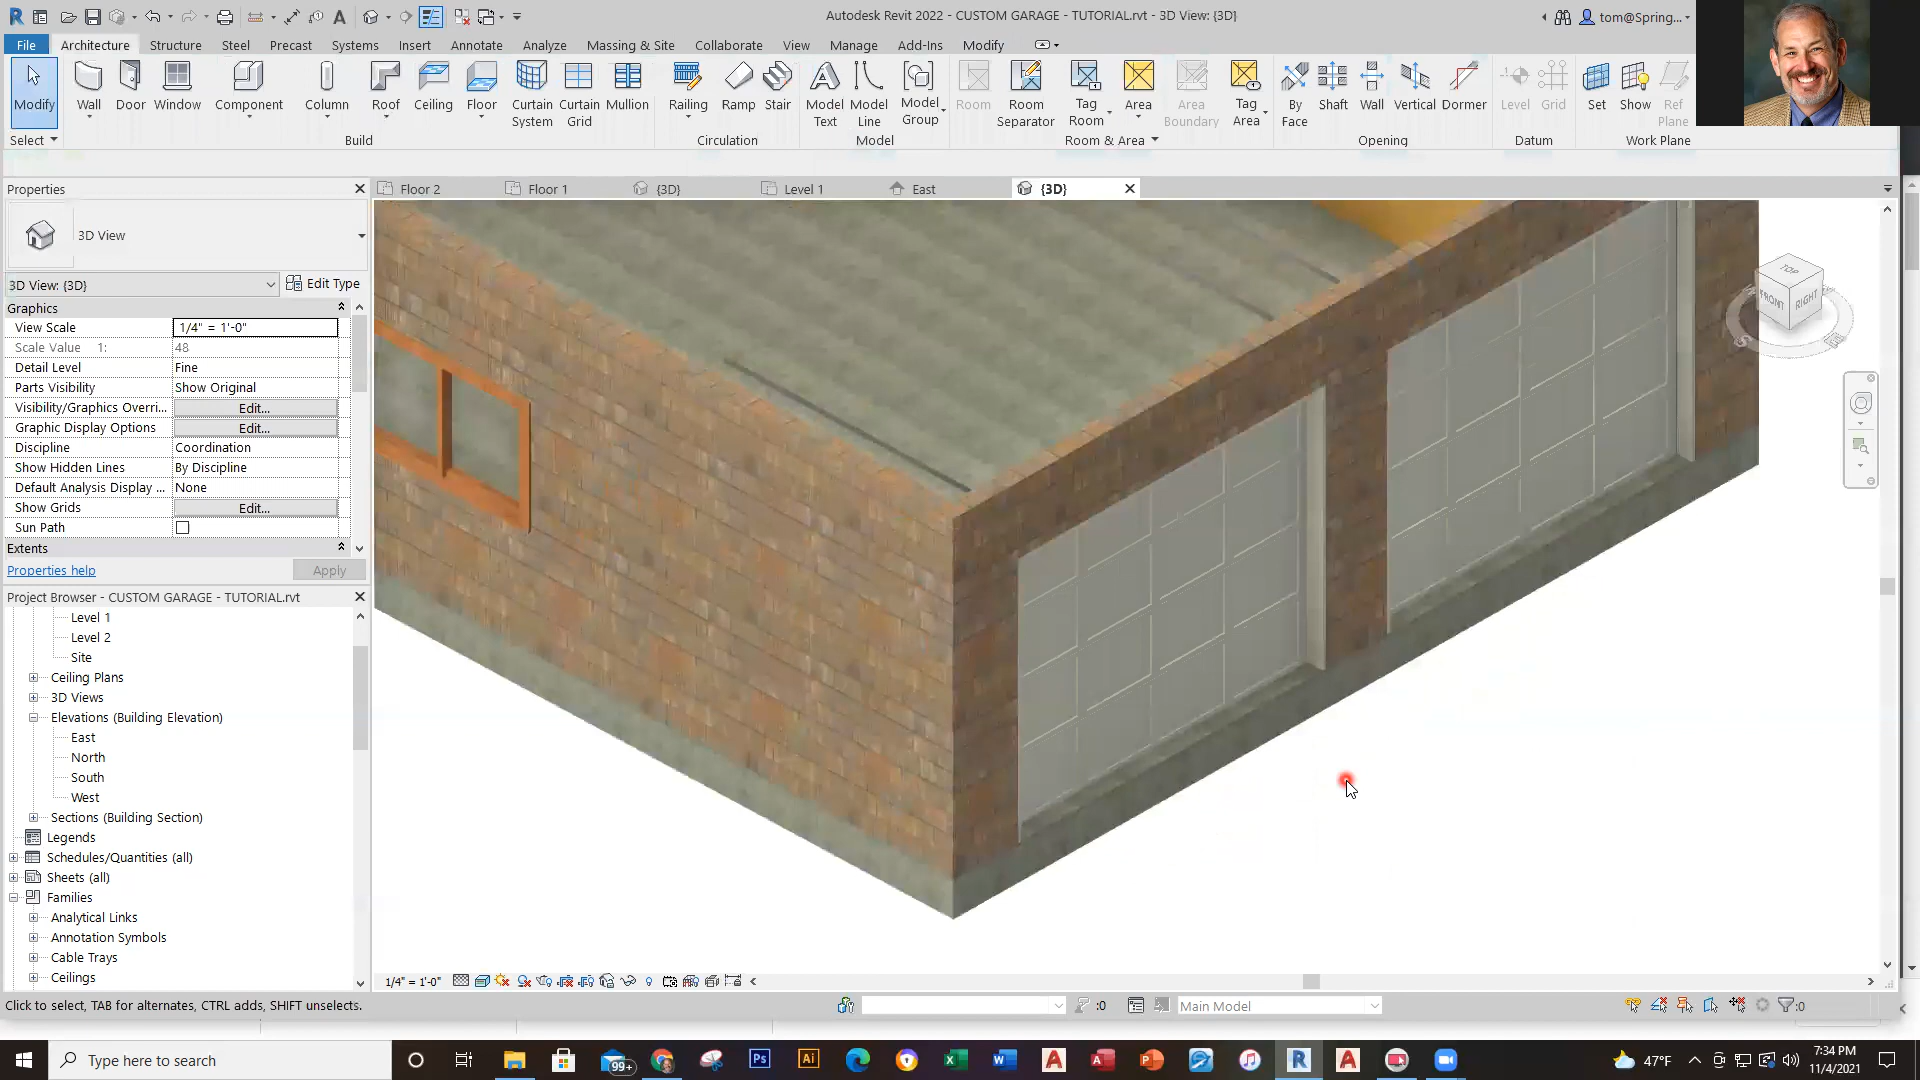 Autodesk Revit 2022 - CUSTOM GARAGE - TUTORIAL.rvt - 3D View: {3D}
tom@Spring...
File Architecture Structure Steel Precast Systems Insert Annotate Analyze Massing & Site Collaborate View Manage Add-Ins Modify
Modify Wall Door Window Component Column Roof Ceiling Floor Curtain System Curtain Grid Mullion Railing Ramp Stair Model Text Model Line Model Group Room Room Separator Tag Room Area Area Boundary Tag Area By Face Shaft Wall Vertical Dormer Level Grid Set Show Ref Plane
Select Build Circulation Model Room & Area Opening Datum Work Plane
Properties
Floor 2 Floor 1 {3D} Level 1 East {3D}
3D View
3D View: {3D} Edit Type
Graphics
View Scale 1/4" = 1'-0"
Scale Value 1: 48
Detail Level Fine
Parts Visibility Show Original
Visibility/Graphics Overri... Edit...
Graphic Display Options Edit...
Discipline Coordination
Show Hidden Lines By Discipline
Default Analysis Display ... None
Show Grids Edit...
Sun Path
Extents
Properties help Apply
TOP
FRONT RIGHT
Project Browser - CUSTOM GARAGE - TUTORIAL.rvt
Level 1
Level 2
Site
Ceiling Plans
3D Views
Elevations (Building Elevation)
East
North
South
West
Sections (Building Section)
Legends
Schedules/Quantities (all)
Sheets (all)
Families
Analytical Links
Annotation Symbols
Cable Trays
Ceilings
1/4" = 1'-0"
Click to select, TAB for alternates, CTRL adds, SHIFT unselects.
:0
Main Model
:0
Type here to search
99+
47°F
7:34 PM
11/4/2021